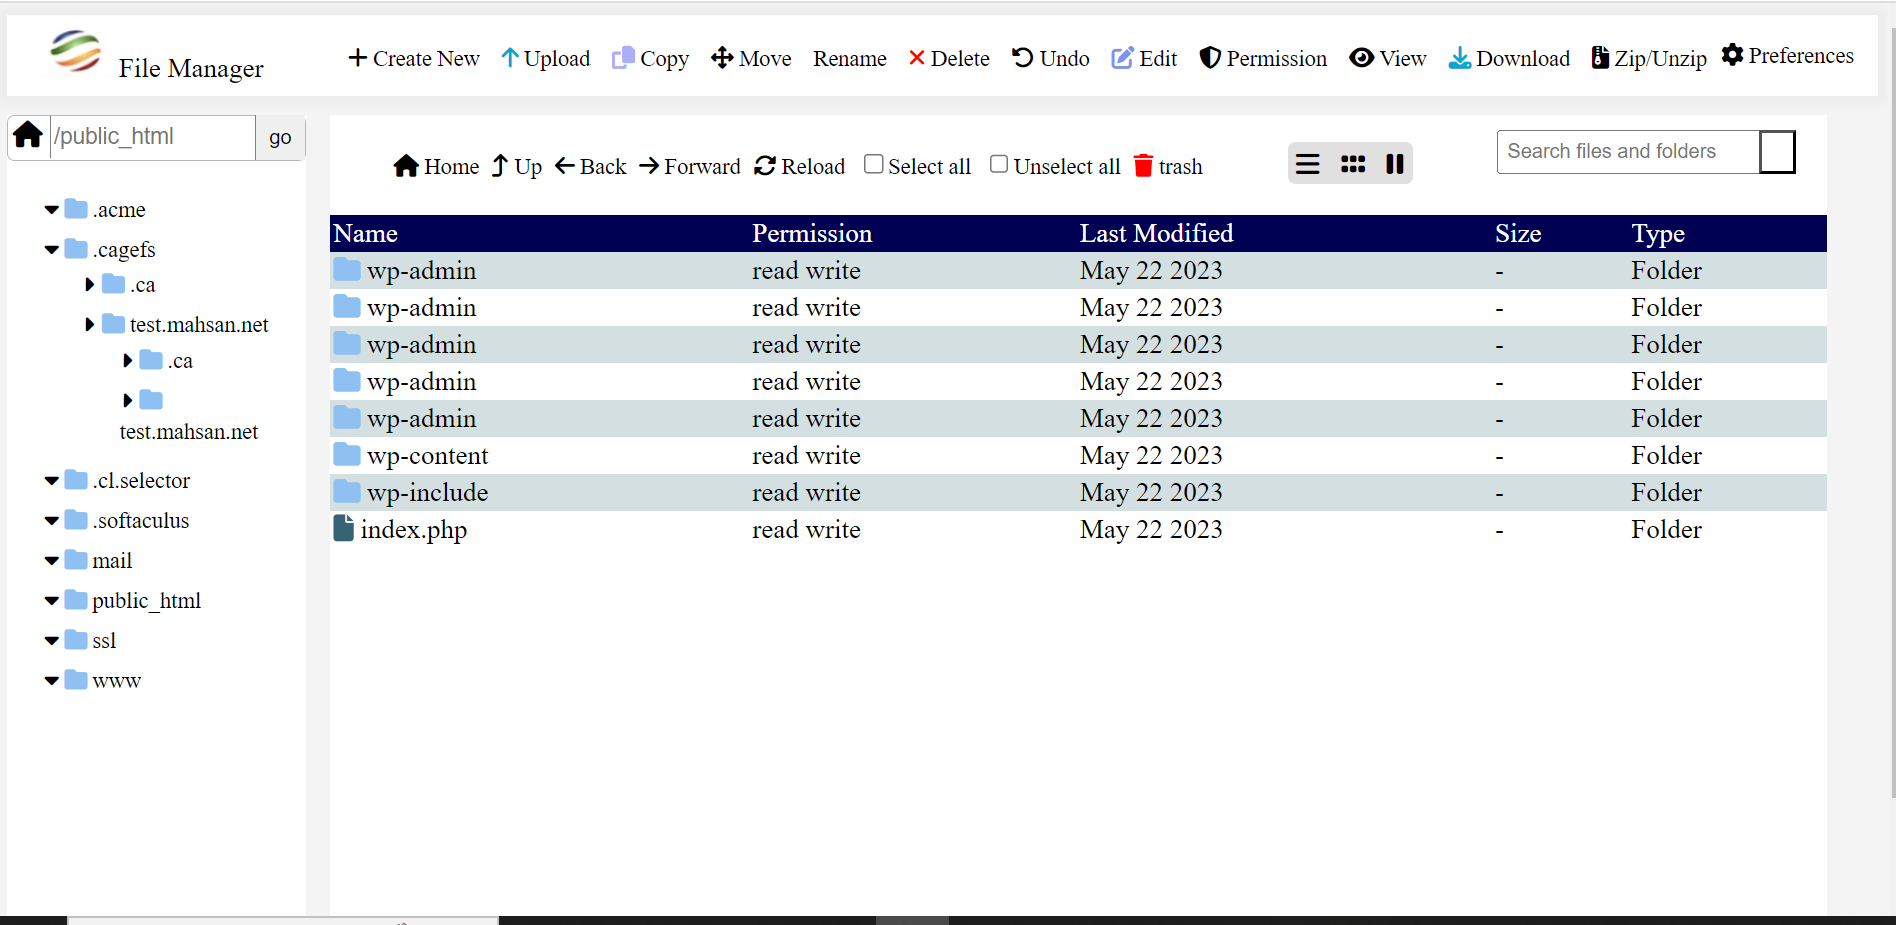 File Manager
Create New Upload Copy Move Rename Delete Undo Edit Permission View Download Zip/Unzip Preferences
/public_html go
.acme
.cagefs
.ca
test.mahsan.net
.ca
test.mahsan.net
.cl.selector
.softaculus
mail
public_html
ssl
www
Home Up Back Forward Reload Select all Unselect all trash
Search files and folders
Name Permission Last Modified Size Type
wp-admin read write May 22 2023 - Folder
wp-admin read write May 22 2023 - Folder
wp-admin read write May 22 2023 - Folder
wp-admin read write May 22 2023 - Folder
wp-admin read write May 22 2023 - Folder
wp-content read write May 22 2023 - Folder
wp-include read write May 22 2023 - Folder
index.php read write May 22 2023 - Folder